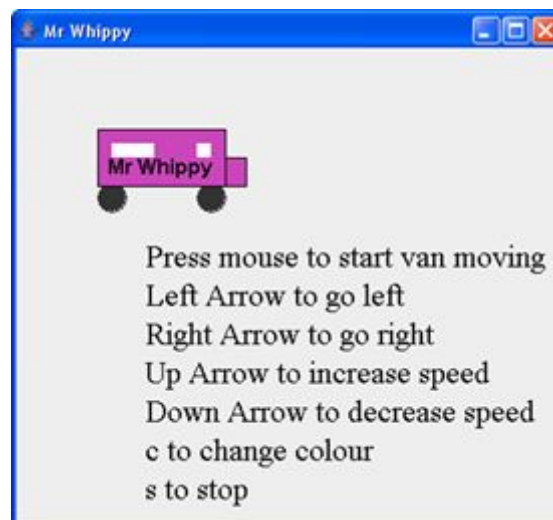 Mr Whippy
Mr Whippy
Press mouse to start van moving
Left Arrow to go left
Right Arrow to go right
Up Arrow to increase speed
Down Arrow to decrease speed
c to change colour
s to stop